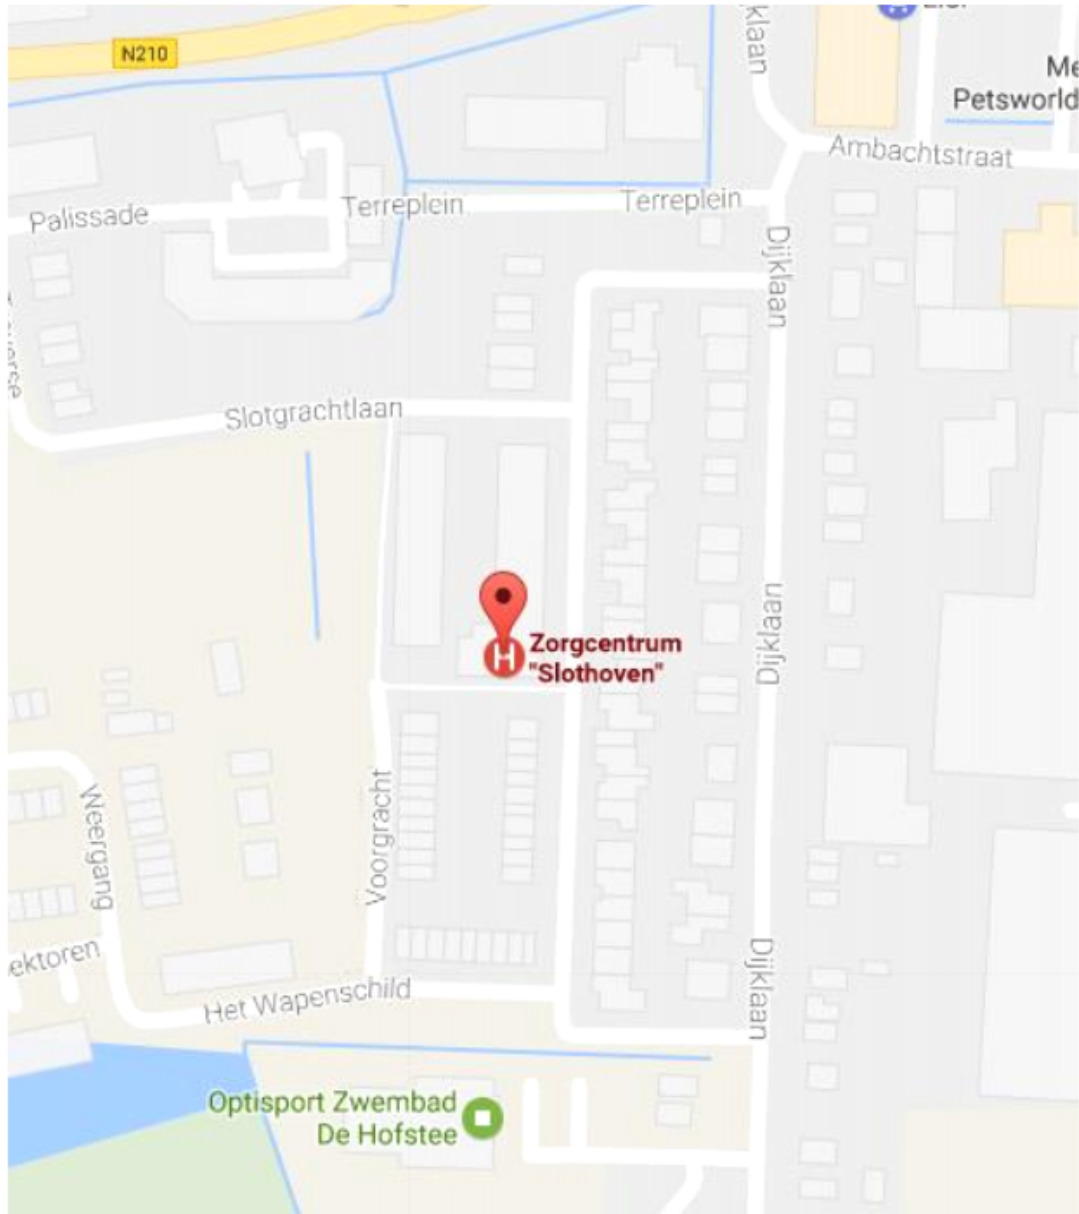 N210
klaan
Me
Petsworld
Ambachtstraat
Palissade
Terreplein
Terreplein
Dijklaan
Slotgrachtlaan
Dijklaan
H
Zorgcentrum
"Slothoven"
Weergang
Voorgracht
ektoren
Dijklaan
Het Wapenschild
Optisport Zwembad
De Hofstee